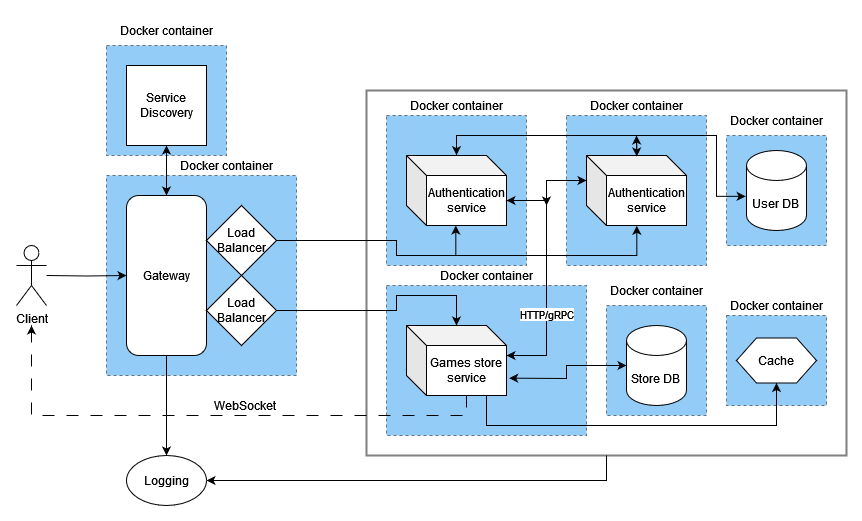 Docker container
Service
Discovery
Docker container
Gateway
Load
Balancer
Load
Balancer
Client
WebSocket
Logging
Docker container
Authentication
service
Docker container
Authentication
service
Docker container
User DB
Docker container
Games store
service
HTTP/gRPC
Docker container
Store DB
Docker container
Cache